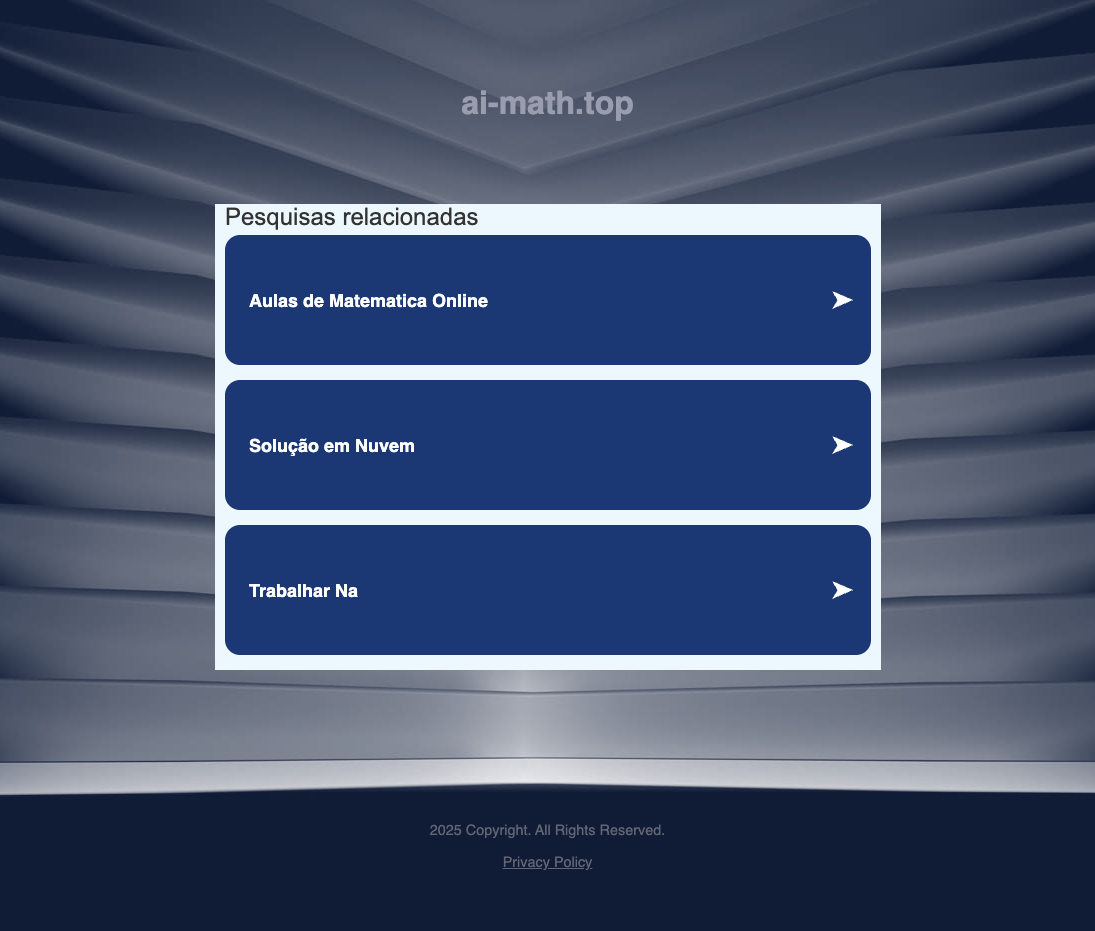 ai-math.top
Pesquisas relacionadas
Aulas de Matematica Online
Solução em Nuvem
Trabalhar Na
2025 Copyright. All Rights Reserved.
Privacy Policy